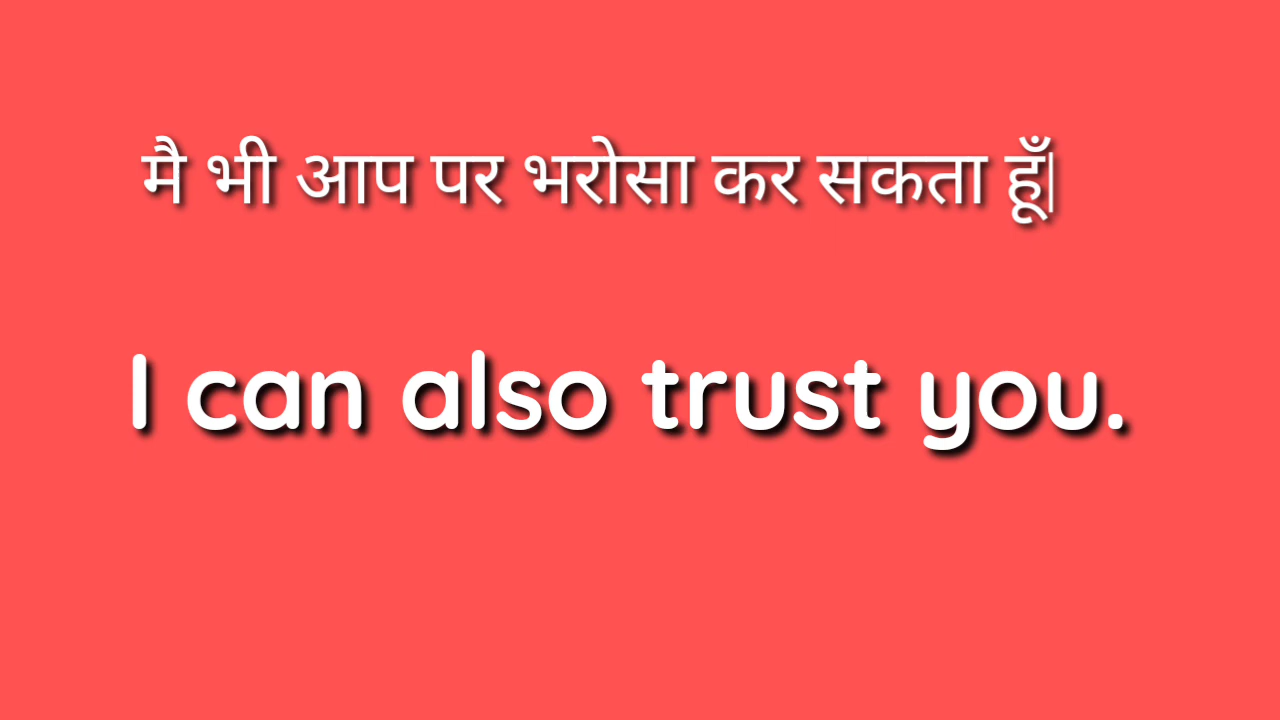 मै भी आप पर भरोसा कर सकता हूँ|
I can also trust you.